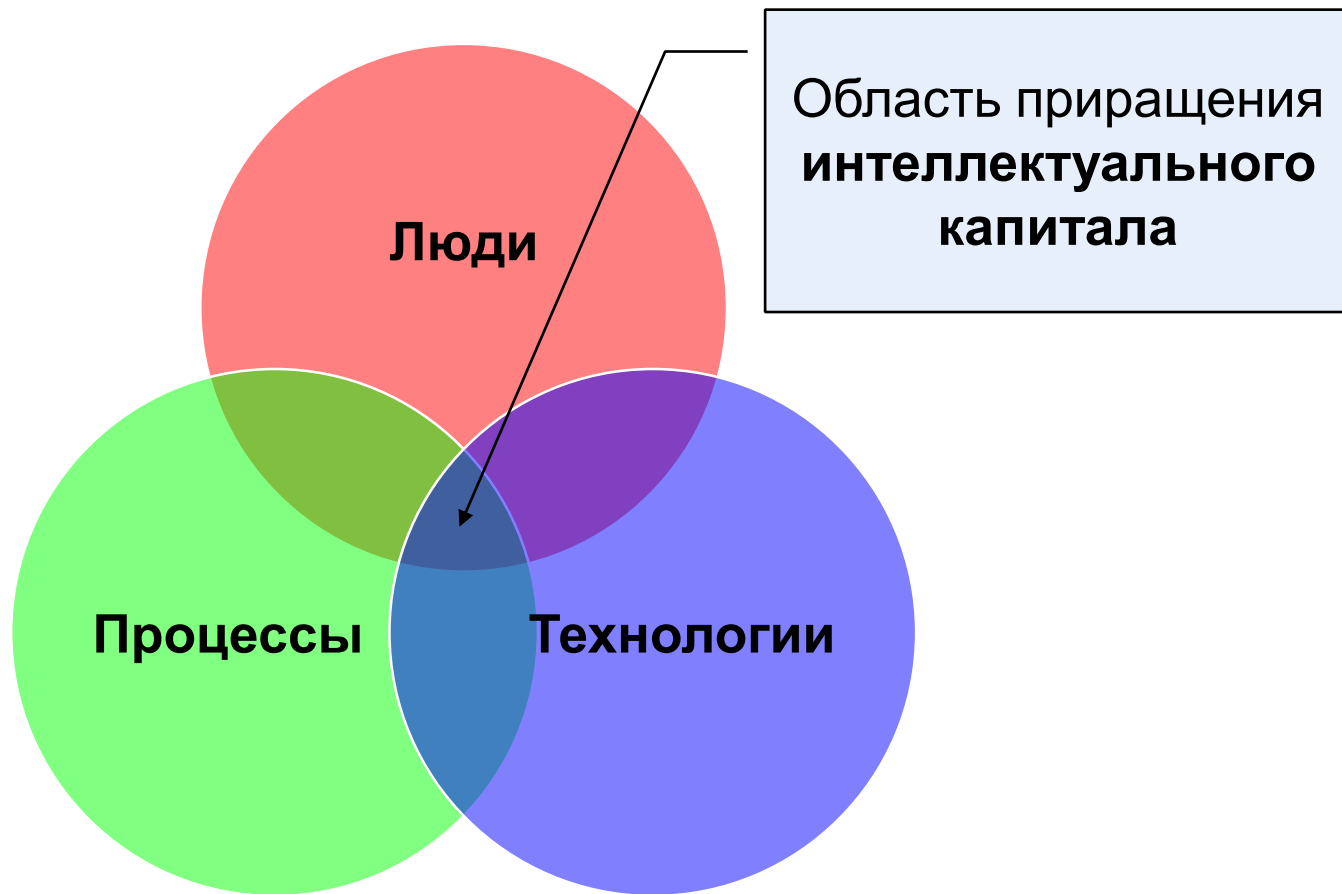 Область приращения
интеллектуального
капитала
Люди
Процессы
Технологии